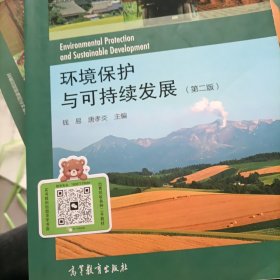 Environmental Protection
and Sustainable Development
环境保护
与可持续发展（第二版）
钱 易 唐孝炎 主编
高等教育出版社